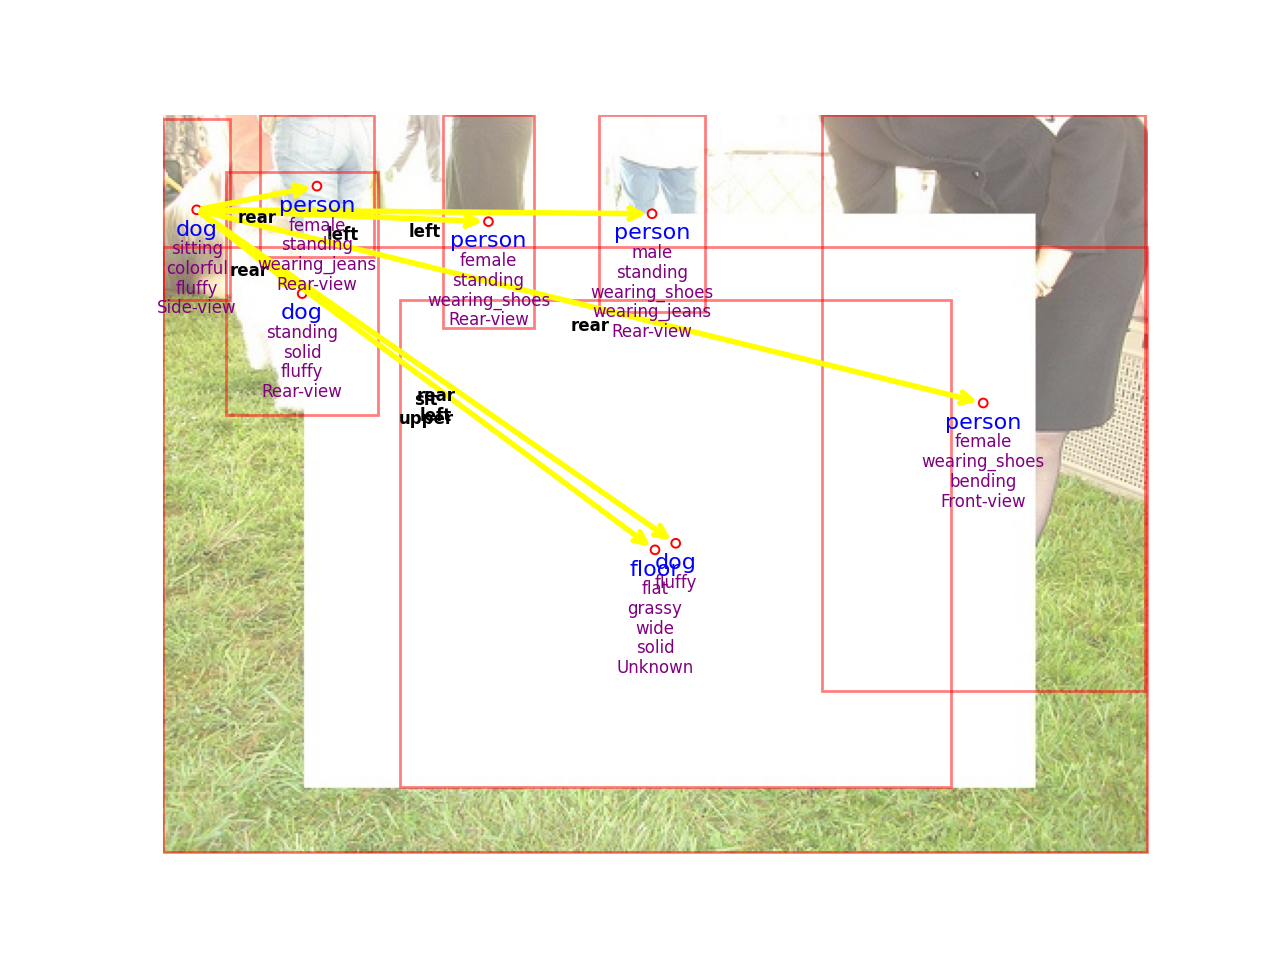 person
rear
female
dog
left
left
person
person
sitting
standing
colorful
wearing_jeans
female
male
rear
fluffy
Rear-view
standing
standing
Side-view
wearing_shoes
wearing_shoes
dog
Rear-view
wearing_jeans
standing
rear
Rear-view
solid
fluffy
Rear-view
rear
sit
left
upper
person
female
wearing_shoes
bending
Front-view
floor
dog
flat
fluffy
grassy
wide
solid
Unknown